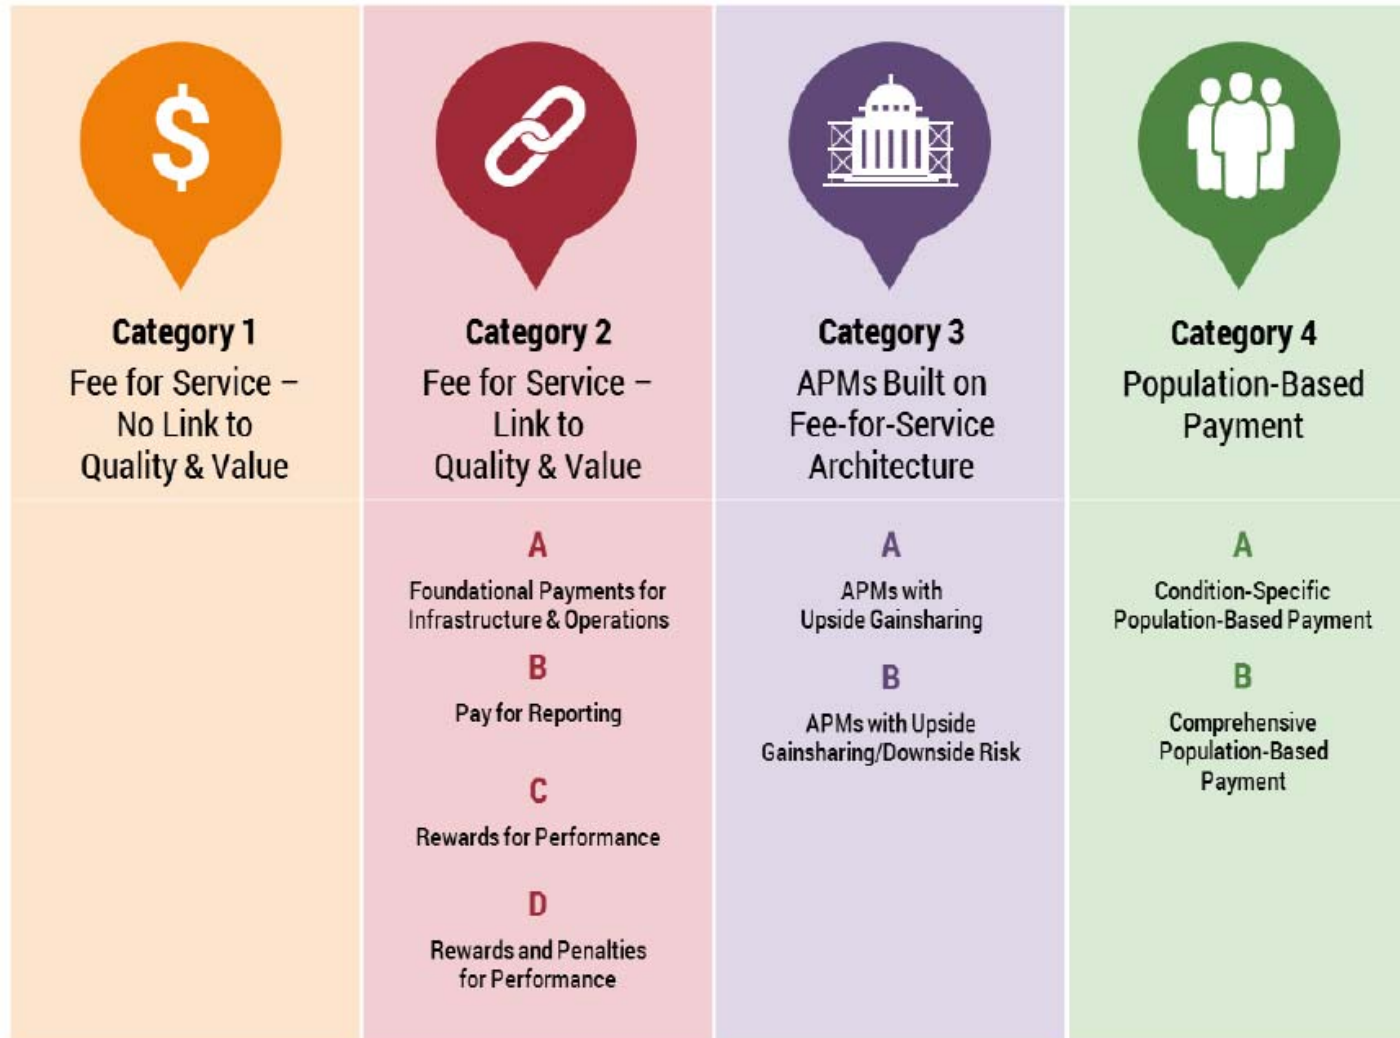 $
Category 1
Fee for Service –
No Link to
Quality & Value
Category 2
Fee for Service –
Link to
Quality & Value
A
Foundational Payments for
Infrastructure & Operations
B
Pay for Reporting
C
Rewards for Performance
D
Rewards and Penalties
for Performance
Category 3
APMs Built on
Fee-for-Service
Architecture
A
APMs with
Upside Gainsharing
B
APMs with Upside
Gainsharing/Downside Risk
Category 4
Population-Based
Payment
A
Condition-Specific
Population-Based Payment
B
Comprehensive
Population-Based
Payment